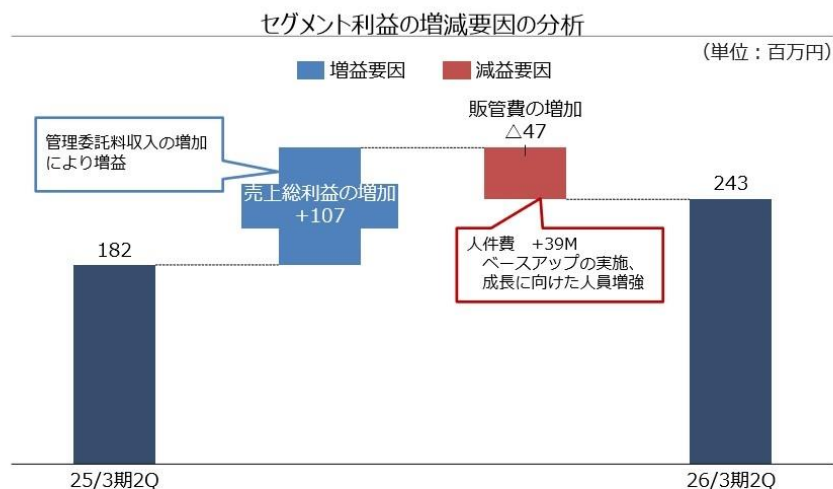 セグメント利益の増減要因の分析
(単位：百万円)
増益要因
減益要因
販管費の増加
△47
管理委託料収入の増加
により増益
売上総利益の増加
+107
182
243
人件費　+39M
ベースアップの実施、
成長に向けた人員増強
25/3期2Q
26/3期2Q